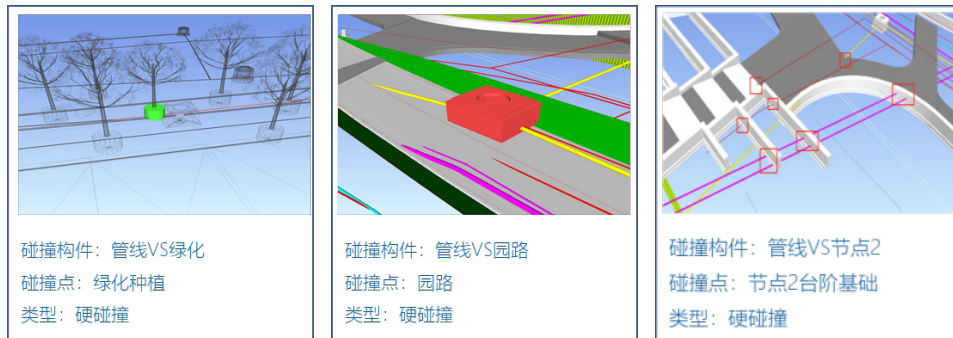 碰撞构件：管线VS绿化
碰撞点：绿化种植
类型：硬碰撞
碰撞构件：管线VS园路
碰撞点：园路
类型：硬碰撞
碰撞构件：管线VS节点2
碰撞点：节点2台阶基础
类型：硬碰撞